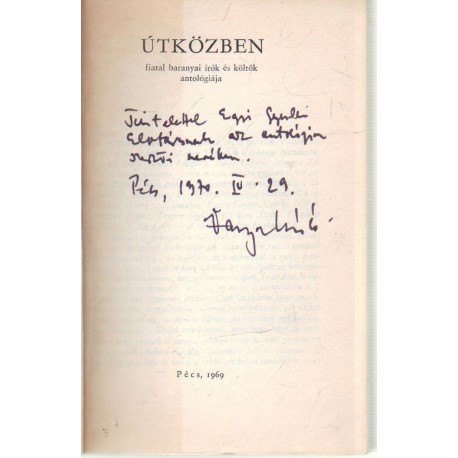 ÚTKÖZBEN
fiatal baranyai írók és költők
antológiája
Tisztelettel Egri Gyula
Elvtársnak az antológia
szerzői nevében.
Pécs, 1970. IV. 29.
Pécs, 1969